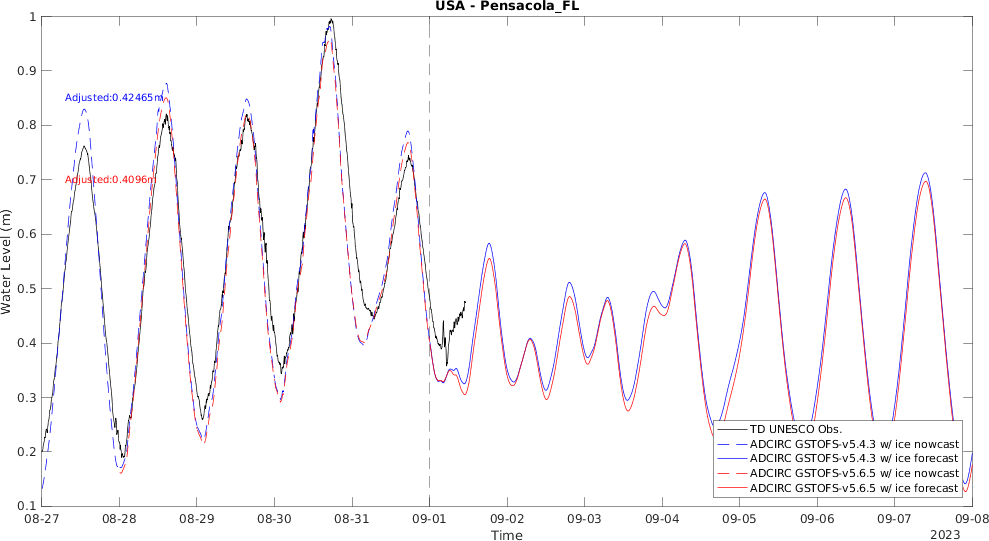 USA - Pensacola_FL
1
0.9
0.8
0.7
0.6
0.5
0.4
0.3
0.2
0.1
Water Level (m)
Adjusted:0.42465m
Adjusted:0.4096m
TD UNESCO Obs.
ADCIRC GSTOFS-v5.4.3 w/ ice nowcast
ADCIRC GSTOFS-v5.4.3 w/ ice forecast
ADCIRC GSTOFS-v5.6.5 w/ ice nowcast
ADCIRC GSTOFS-v5.6.5 w/ ice forecast
08-27 08-28 08-29 08-30 08-31 09-01 09-02 09-03 09-04 09-05 09-06 09-07 09-08
Time
2023